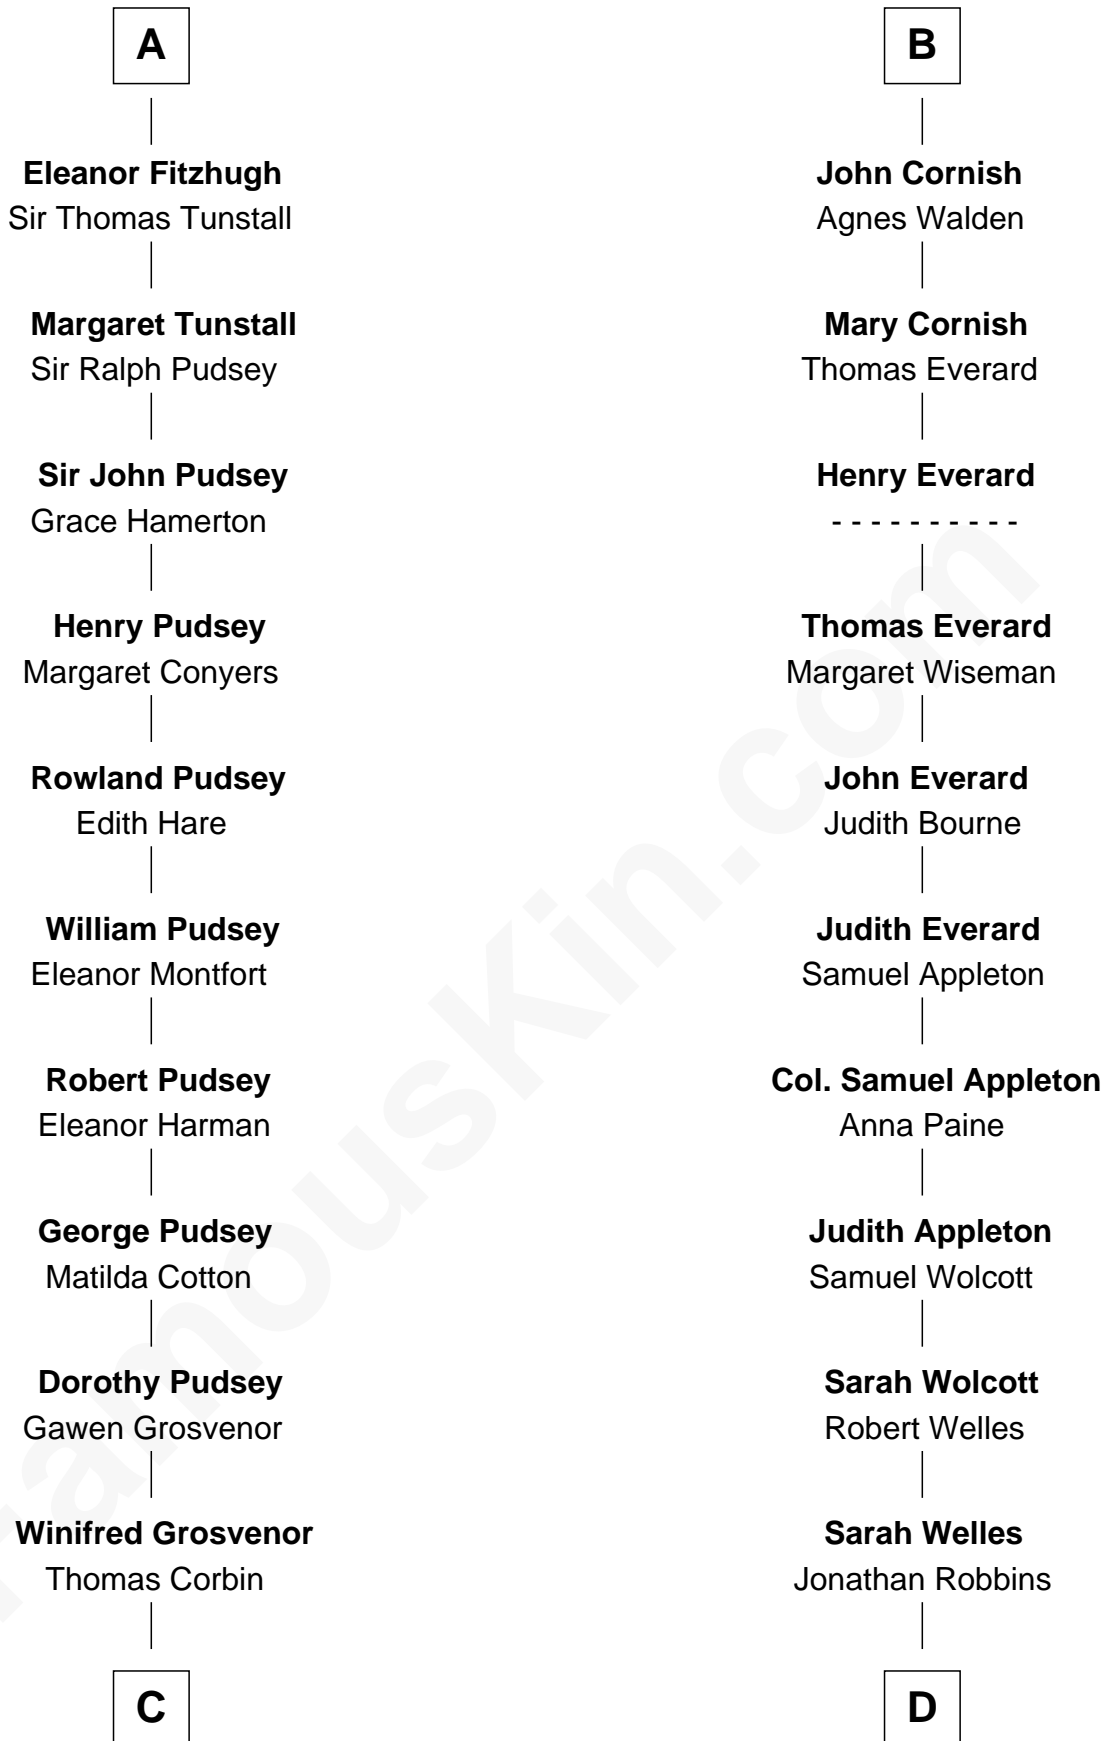 A
Eleanor Fitzhugh
Sir Thomas Tunstall
Margaret Tunstall
Sir Ralph Pudsey
Sir John Pudsey
Grace Hamerton
Henry Pudsey
Margaret Conyers
Rowland Pudsey
Edith Hare
William Pudsey
Eleanor Montfort
Robert Pudsey
Eleanor Harman
George Pudsey
Matilda Cotton
Dorothy Pudsey
Gawen Grosvenor
Winifred Grosvenor
Thomas Corbin
C
B
John Cornish
Agnes Walden
Mary Cornish
Thomas Everard
Henry Everard
- - - - - - - - - -
Thomas Everard
Margaret Wiseman
John Everard
Judith Bourne
Judith Everard
Samuel Appleton
Col. Samuel Appleton
Anna Paine
Judith Appleton
Samuel Wolcott
Sarah Wolcott
Robert Welles
Sarah Welles
Jonathan Robbins
D
FamousKin.com